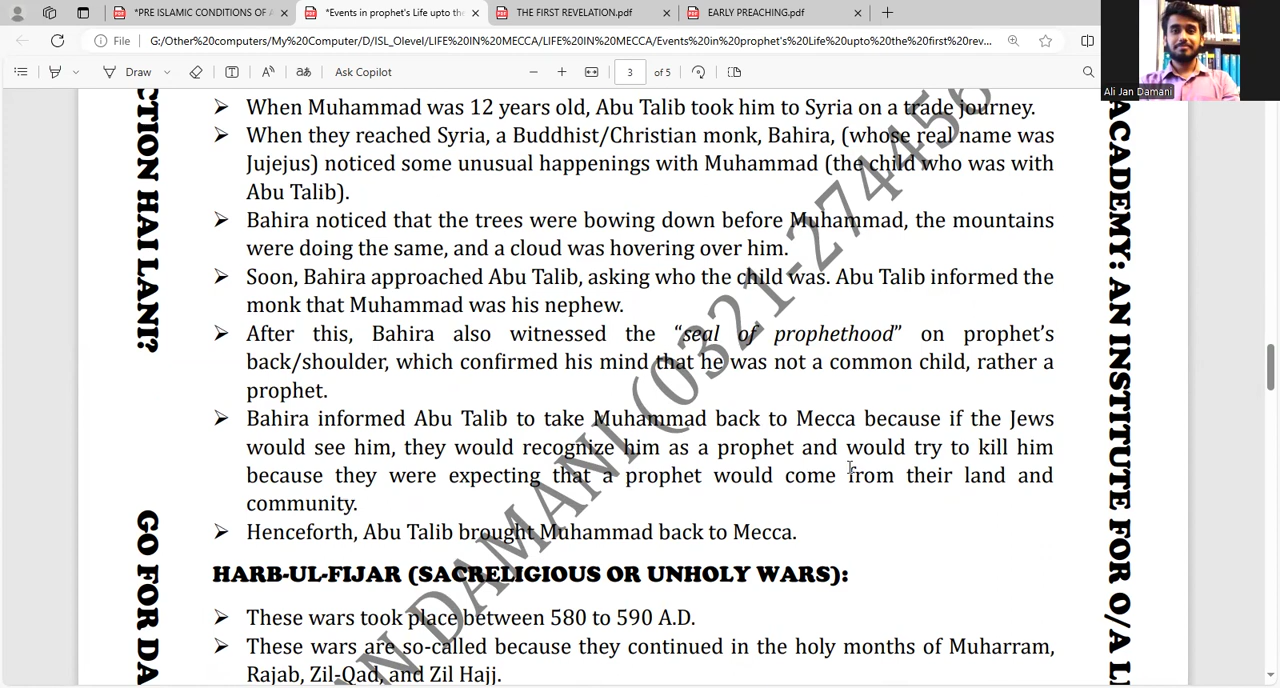 *PRE ISLAMIC CONDITIONS OF A
*Events in prophet's Life upto the
THE FIRST REVELATION.pdf
EARLY PREACHING.pdf
File
G:/Other%20computers/My%20Computer/D/ISL_Olevel/LIFE%20IN%20MECCA/LIFE%20IN%20MECCA/Events%20in%20prophet's%20Life%20upto%20the%20first%20rev...
Draw
Ask Copilot
3 of 5
Ali Jan Damani
When Muhammad was 12 years old, Abu Talib took him to Syria on a trade journey.
When they reached Syria, a Buddhist/Christian monk, Bahira, (whose real name was
Jujejus) noticed some unusual happenings with Muhammad (the child who was with
Abu Talib).
Bahira noticed that the trees were bowing down before Muhammad, the mountains
were doing the same, and a cloud was hovering over him.
Soon, Bahira approached Abu Talib, asking who the child was. Abu Talib informed the
monk that Muhammad was his nephew.
After this, Bahira also witnessed the "seal of prophethood" on prophet's
back/shoulder, which confirmed his mind that he was not a common child, rather a
prophet.
Bahira informed Abu Talib to take Muhammad back to Mecca because if the Jews
would see him, they would recognize him as a prophet and would try to kill him
because they were expecting that a prophet would come from their land and
community.
Henceforth, Abu Talib brought Muhammad back to Mecca.
HARB-UL-FIJAR (SACRELIGIOUS OR UNHOLY WARS):
These wars took place between 580 to 590 A.D.
These wars are so-called because they continued in the holy months of Muharram,
Rajab, Zil-Qad, and Zil Hajj.
CTION HAI LANI?
GO FOR DA
ACADEMY: AN INSTITUTE FOR O/A L
N DAMANI (0321-2744456